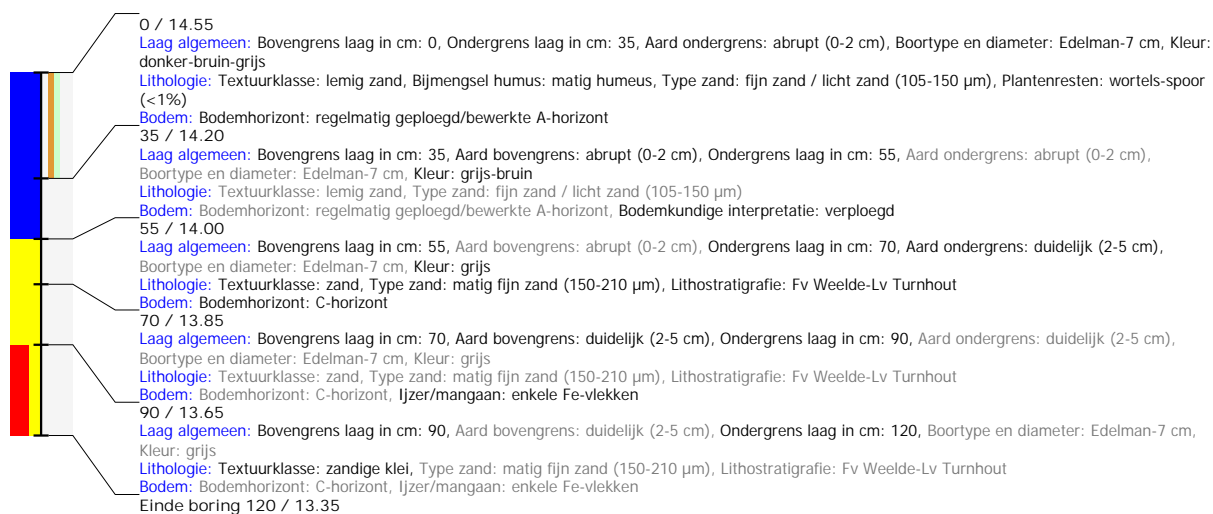 0 / 14.55
Laag algemeen: Bovengrens laag in cm: 0, Ondergrens laag in cm: 35, Aard ondergrens: abrupt (0-2 cm), Boortype en diameter: Edelman-7 cm, Kleur:
donker-bruin-grijs
Lithologie: Textuurklasse: lemig zand, Bijmengsel humus: matig humeus, Type zand: fijn zand / licht zand (105-150 µm), Plantenresten: wortels-spoor
(<1%)
Bodem: Bodemhorizont: regelmatig geploegd/bewerkte A-horizont
35 / 14.20
Laag algemeen: Bovengrens laag in cm: 35, Aard bovengrens: abrupt (0-2 cm), Ondergrens laag in cm: 55, Aard ondergrens: abrupt (0-2 cm),
Boortype en diameter: Edelman-7 cm, Kleur: grijs-bruin
Lithologie: Textuurklasse: lemig zand, Type zand: fijn zand / licht zand (105-150 µm)
Bodem: Bodemhorizont: regelmatig geploegd/bewerkte A-horizont, Bodemkundige interpretatie: verploegd
55 / 14.00
Laag algemeen: Bovengrens laag in cm: 55, Aard bovengrens: abrupt (0-2 cm), Ondergrens laag in cm: 70, Aard ondergrens: duidelijk (2-5 cm),
Boortype en diameter: Edelman-7 cm, Kleur: grijs
Lithologie: Textuurklasse: zand, Type zand: matig fijn zand (150-210 µm), Lithostratigrafie: Fv Weelde-Lv Turnhout
Bodem: Bodemhorizont: C-horizont
70 / 13.85
Laag algemeen: Bovengrens laag in cm: 70, Aard bovengrens: duidelijk (2-5 cm), Ondergrens laag in cm: 90, Aard ondergrens: duidelijk (2-5 cm),
Boortype en diameter: Edelman-7 cm, Kleur: grijs
Lithologie: Textuurklasse: zand, Type zand: matig fijn zand (150-210 µm), Lithostratigrafie: Fv Weelde-Lv Turnhout
Bodem: Bodemhorizont: C-horizont, Ijzer/mangaan: enkele Fe-vlekken
90 / 13.65
Laag algemeen: Bovengrens laag in cm: 90, Aard bovengrens: duidelijk (2-5 cm), Ondergrens laag in cm: 120, Boortype en diameter: Edelman-7 cm,
Kleur: grijs
Lithologie: Textuurklasse: zandige klei, Type zand: matig fijn zand (150-210 µm), Lithostratigrafie: Fv Weelde-Lv Turnhout
Bodem: Bodemhorizont: C-horizont, Ijzer/mangaan: enkele Fe-vlekken
Einde boring 120 / 13.35